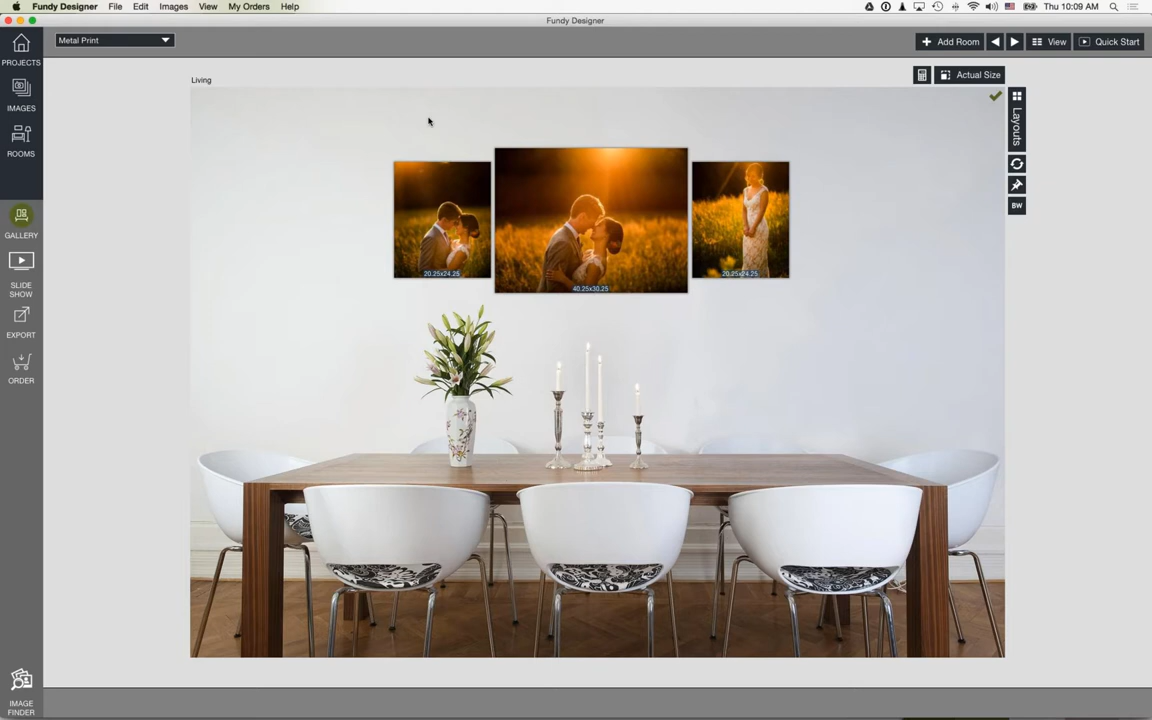 Fundy Designer File Edit Images View My Orders Help Thu 10:09 AM
Fundy Designer
Metal Print
Add Room View Quick Start
PROJECTS
IMAGES
ROOMS
GALLERY
SLIDE
SHOW
EXPORT
ORDER
IMAGE
FINDER
Living
Actual Size
Layouts
BW
20.25x24.25
40.25x30.25
20.25x24.25